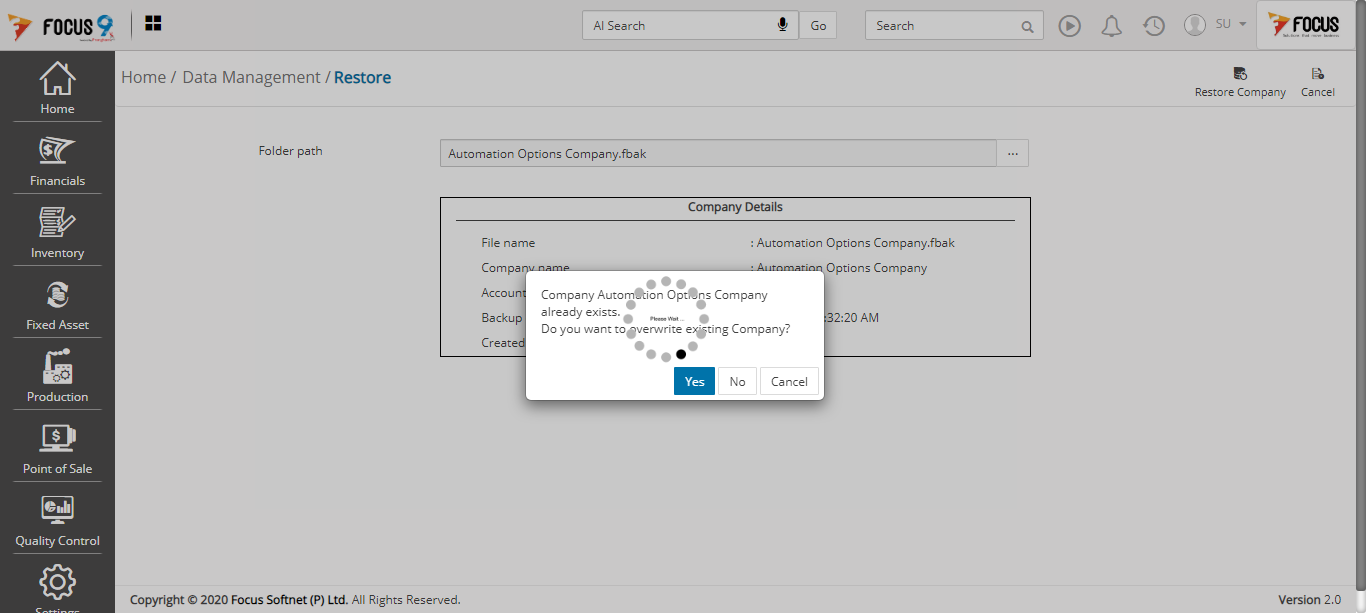 FOCUS 9
AI Search
Go
Search
SU
FOCUS
Home / Data Management / Restore
Restore Company
Cancel
Home
Financials
Inventory
Fixed Asset
Production
Point of Sale
Quality Control
Settings
Folder path
Automation Options Company.fbak
...
Company Details
File name : Automation Options Company.fbak
Company name : Automation Options Company
Account
Backup :32:20 AM
Created
Company Automation Options Company
already exists.
Please Wait ...
Do you want to overwrite existing Company?
Yes
No
Cancel
Copyright © 2020 Focus Softnet (P) Ltd. All Rights Reserved.
Version 2.0